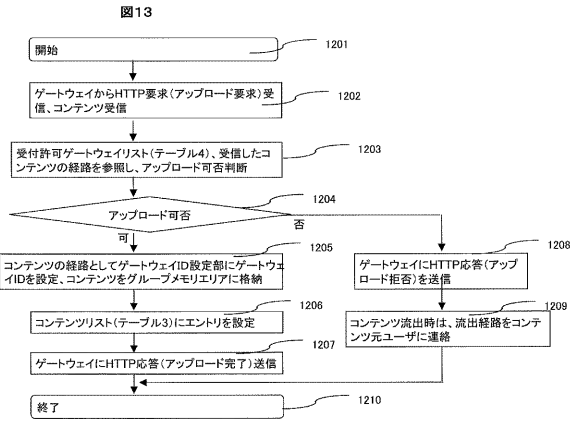 図13
開始
1201
ゲートウェイからHTTP要求(アップロード要求)受
信、コンテンツ受信
1202
受付許可ゲートウェイリスト(テーブル4)、受信したコ
ンテンツの経路を参照し、アップロード可否判断
1203
アップロード可否
1204
可
否
コンテンツの経路としてゲートウェイID設定部にゲートウェ
イIDを設定、コンテンツをグループメモリエリアに格納
1205
コンテンツリスト(テーブル3)にエントリを設定
1206
ゲートウェイにHTTP応答(アップロード完了)送信
1207
ゲートウェイにHTTP応答(アップ
ロード拒否)を送信
1208
コンテンツ流出時は、流出経路をコンテ
ンツ元ユーザに連絡
1209
終了
1210